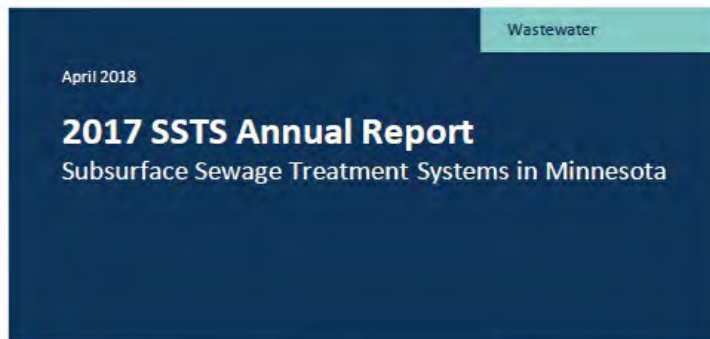 Wastewater
April 2018
2017 SSTS Annual Report
Subsurface Sewage Treatment Systems in Minnesota